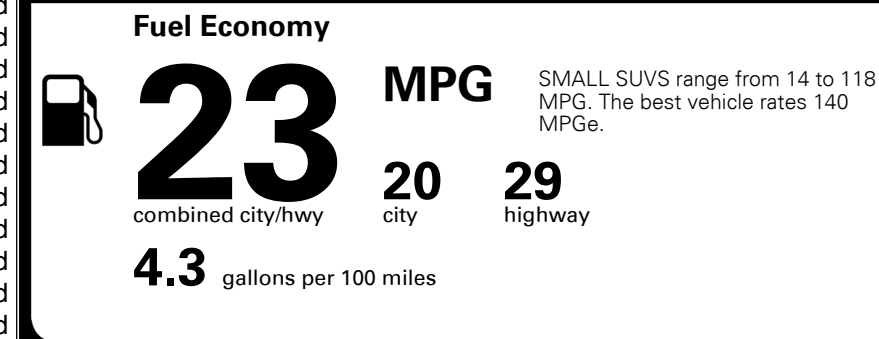 Fuel Economy
23
MPG
SMALL SUVS range from 14 to 118
MPG. The best vehicle rates 140
MPGe.
combined city/hwy
20
city
29
highway
4.3 gallons per 100 miles
d
d
d
d
d
d
d
d
d
d
d